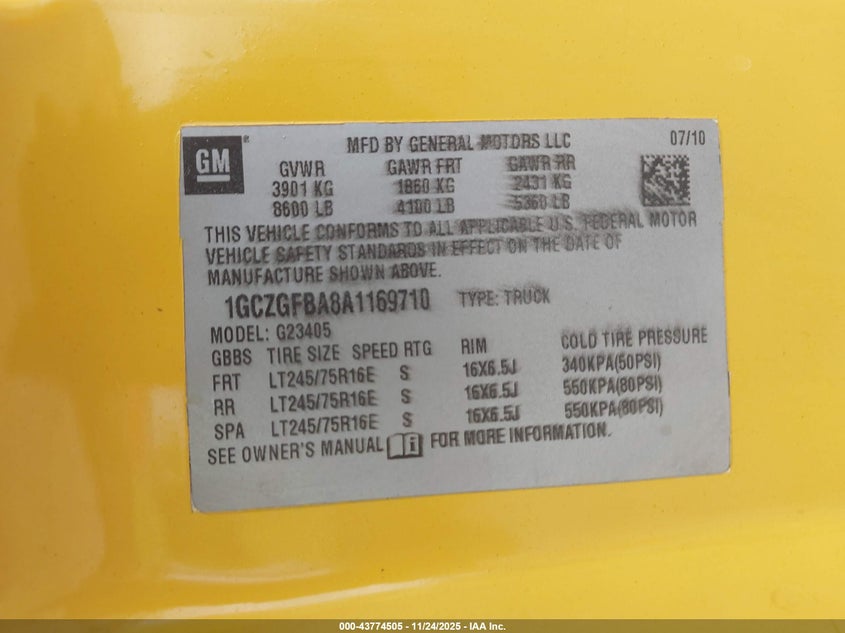 GM
MFD BY GENERAL MOTORS LLC 07/10
GVWR GAWR FRT GAWR RR
3901 KG 1860 KG 2431 KG
8600 LB 4100 LB 5360 LB
THIS VEHICLE CONFORMS TO ALL APPLICABLE U.S. FEDERAL MOTOR
VEHICLE SAFETY STANDARDS IN EFFECT ON THE DATE OF
MANUFACTURE SHOWN ABOVE.
1GCZGFBA8A1169710 TYPE: TRUCK
MODEL: G23405
GBBS TIRE SIZE SPEED RTG RIM COLD TIRE PRESSURE
FRT LT245/75R16E S 16X6.5J 340KPA(50PSI)
RR LT245/75R16E S 16X6.5J 550KPA(80PSI)
SPA LT245/75R16E S 16X6.5J 550KPA(80PSI)
SEE OWNER'S MANUAL i FOR MORE INFORMATION.
000-43774505 - 11/24/2025 - IAA Inc.